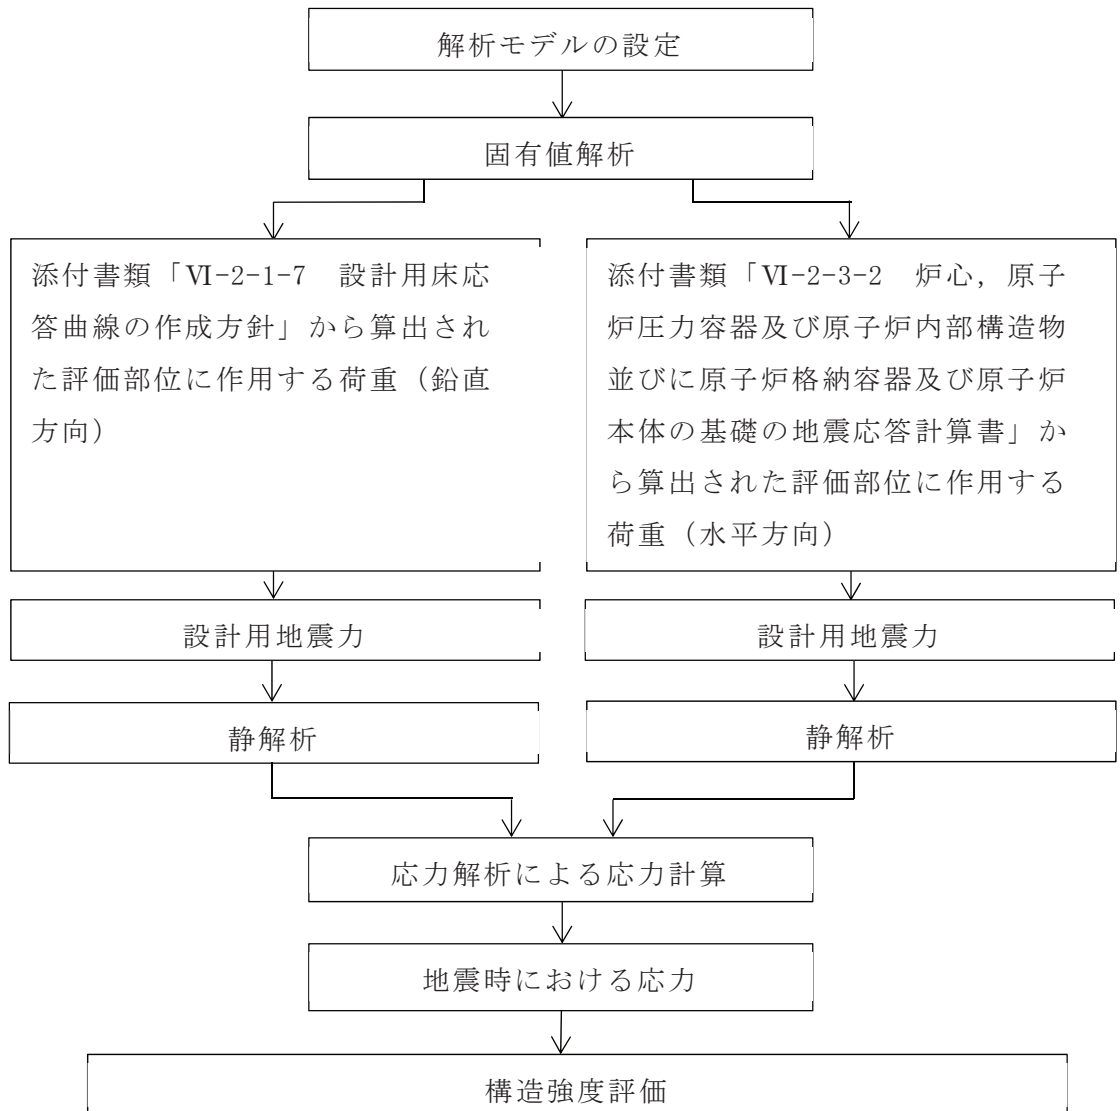 解析モデルの設定
固有値解析
添付書類「Ⅵ-2-1-7　設計用床応
答曲線の作成方針」から算出され
た評価部位に作用する荷重（鉛直
方向）
添付書類「Ⅵ-2-3-2　炉心，原子
炉圧力容器及び原子炉内部構造物
並びに原子炉格納容器及び原子炉
本体の基礎の地震応答計算書」か
ら算出された評価部位に作用する
荷重（水平方向）
設計用地震力
設計用地震力
静解析
静解析
応力解析による応力計算
地震時における応力
構造強度評価